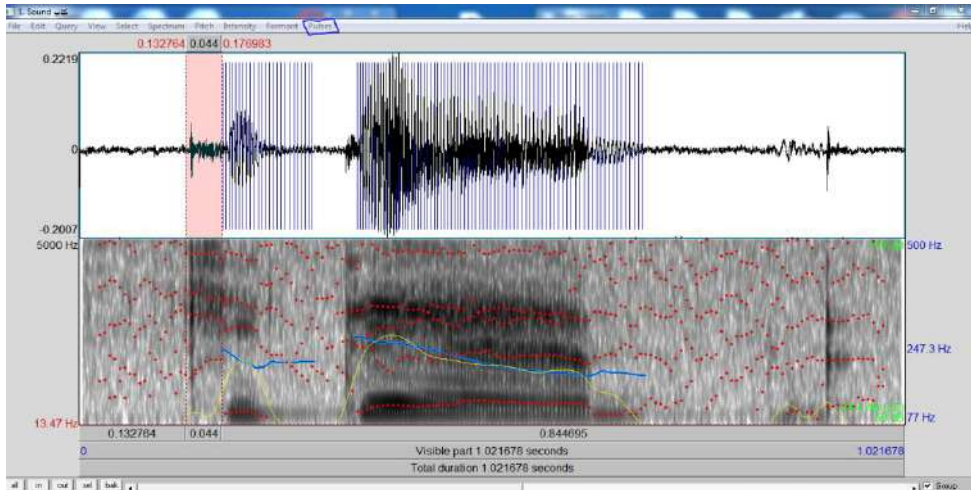 1. Sound كتاب
File Edit Query View Select Spectrum Pitch Intensity Formant Pulses Help
0.132764 0.044 0.176983
0.2219
0
-0.2007
5000 Hz 500 Hz
247.3 Hz
13.47 Hz 77 Hz
0.132764 0.044 0.844695
0 Visible part 1.021678 seconds 1.021678
Total duration 1.021678 seconds
all in out sel bak Group